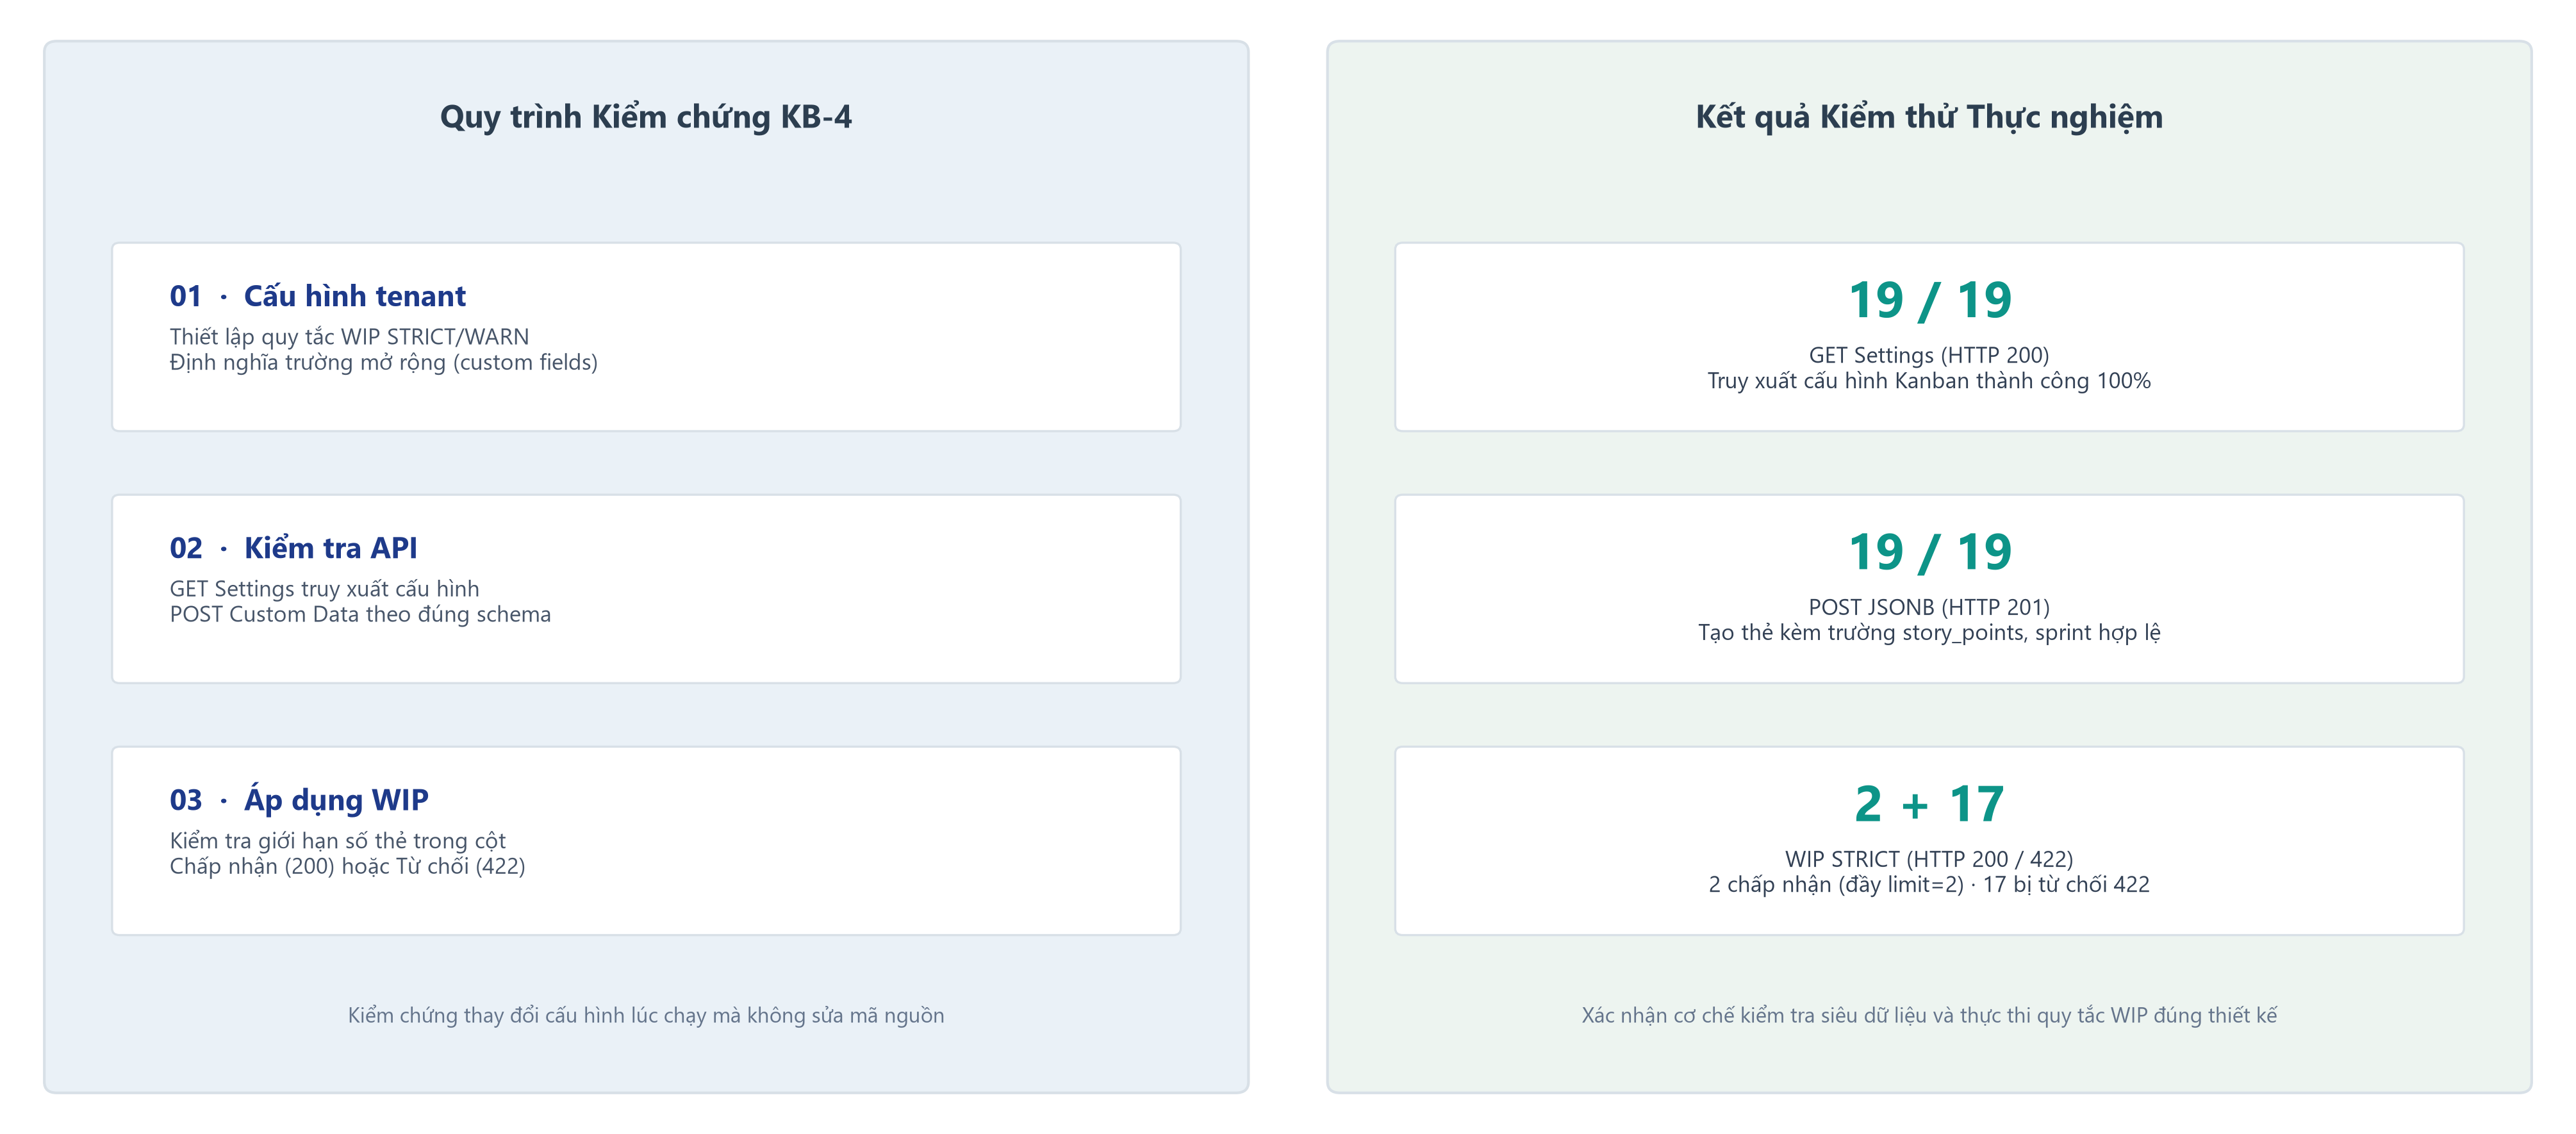 Quy trình Kiểm chứng KB-4
01 · Cấu hình tenant
Thiết lập quy tắc WIP STRICT/WARN
Định nghĩa trường mở rộng (custom fields)
02 · Kiểm tra API
GET Settings truy xuất cấu hình
POST Custom Data theo đúng schema
03 · Áp dụng WIP
Kiểm tra giới hạn số thẻ trong cột
Chấp nhận (200) hoặc Từ chối (422)
Kiểm chứng thay đổi cấu hình lúc chạy mà không sửa mã nguồn
Kết quả Kiểm thử Thực nghiệm
19 / 19
GET Settings (HTTP 200)
Truy xuất cấu hình Kanban thành công 100%
19 / 19
POST JSONB (HTTP 201)
Tạo thẻ kèm trường story_points, sprint hợp lệ
2 + 17
WIP STRICT (HTTP 200 / 422)
2 chấp nhận (đầy limit=2) · 17 bị từ chối 422
Xác nhận cơ chế kiểm tra siêu dữ liệu và thực thi quy tắc WIP đúng thiết kế